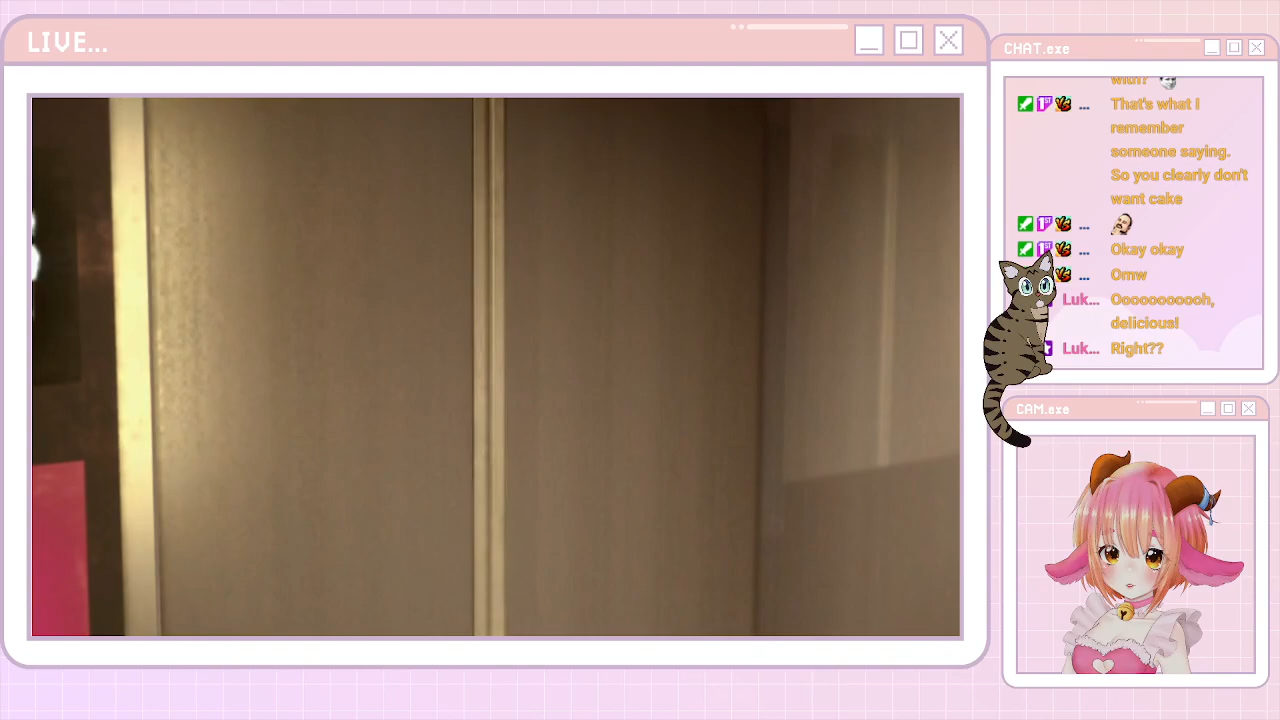 LIVE...
CHAT.exe
with?
... That's what I
remember
someone saying.
So you clearly don't
want cake
...
... Okay okay
... Omw
Luk... Ooooooooooh,
delicious!
Luk... Right??
CAM.exe